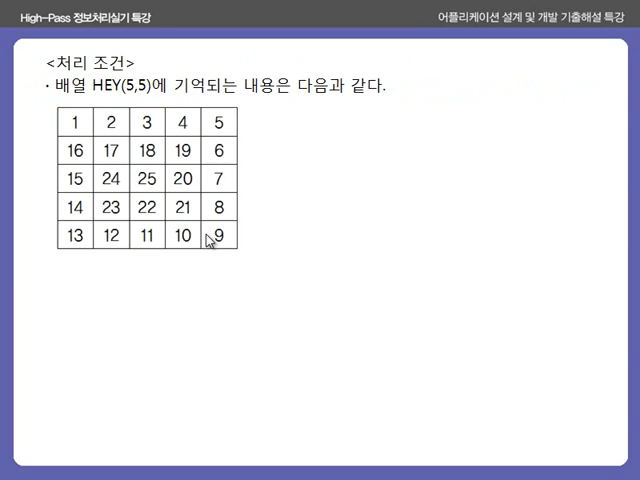 High-Pass 정보처리실기 특강
어플리케이션 설계 및 개발 기출해설 특강
<처리 조건>
· 배열 HEY(5,5)에 기억되는 내용은 다음과 같다.
1 2 3 4 5
16 17 18 19 6
15 24 25 20 7
14 23 22 21 8
13 12 11 10 9